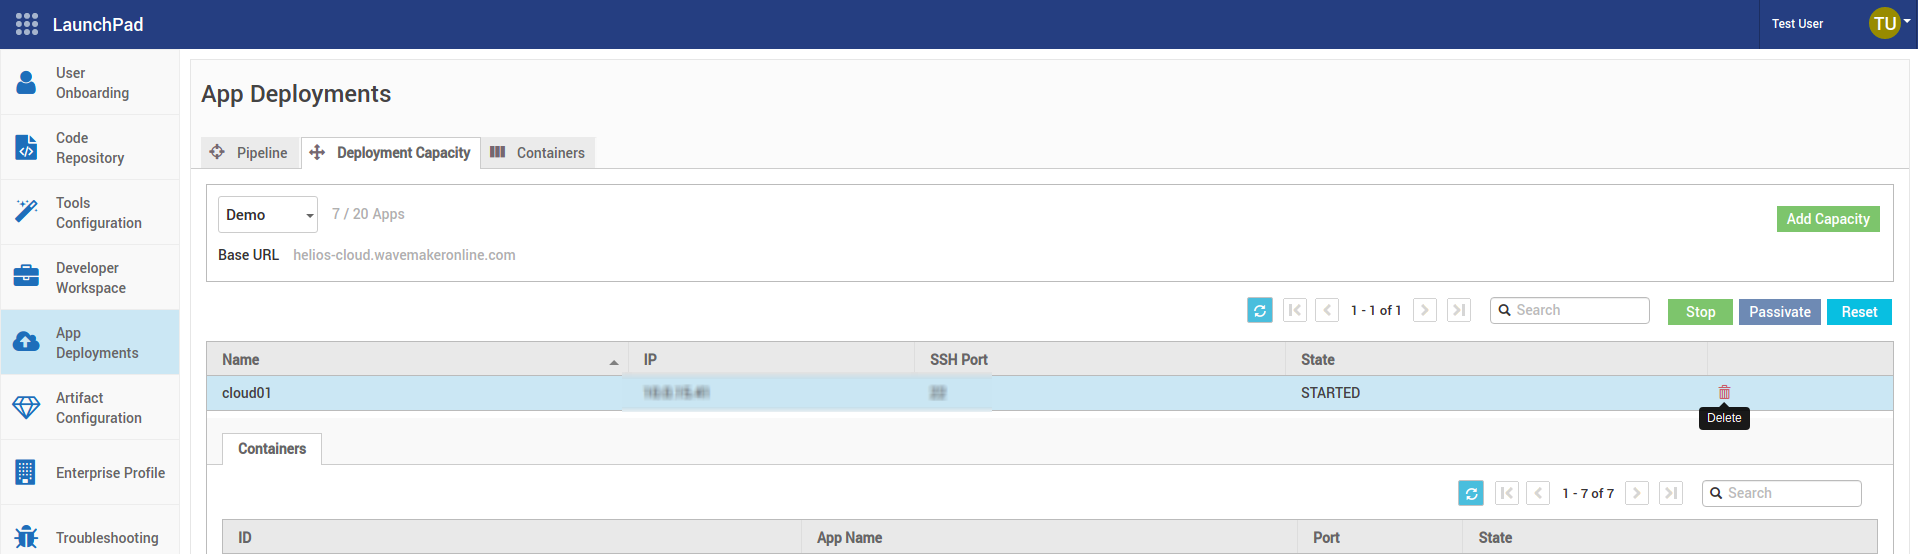 LaunchPad
Test User
TU
User
Onboarding
Code
Repository
Tools
Configuration
Developer
Workspace
App
Deployments
Artifact
Configuration
Enterprise Profile
Troubleshooting
App Deployments
Pipeline
Deployment Capacity
Containers
Demo
7 / 20 Apps
Add Capacity
Base URL helios-cloud.wavemakeronline.com
1 - 1 of 1
Search
Stop
Passivate
Reset
Name IP SSH Port State
cloud01 STARTED
Delete
Containers
1 - 7 of 7
Search
ID App Name Port State